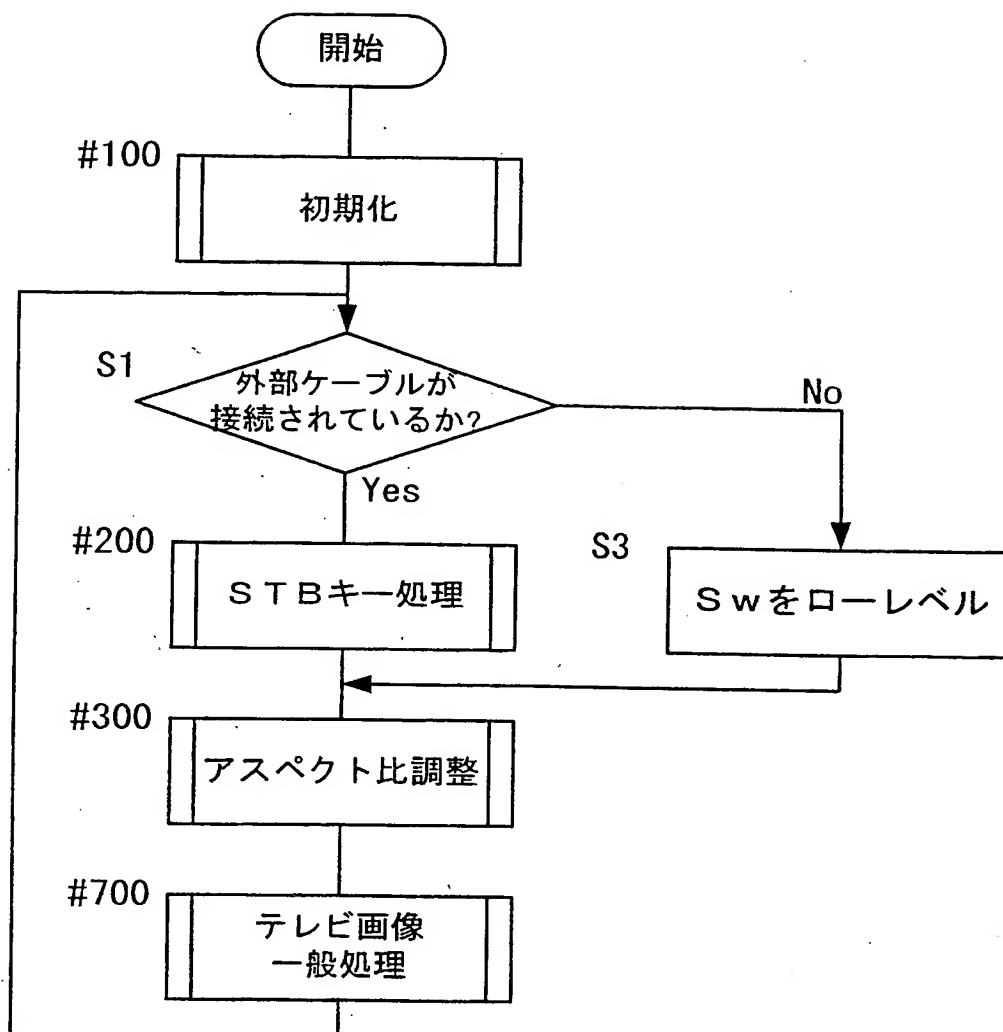 開始
#100
初期化
S1
外部ケーブルが
接続されているか?
No
Yes
#200
STBキー処理
S3
Swをローレベル
#300
アスペクト比調整
#700
テレビ画像
一般処理